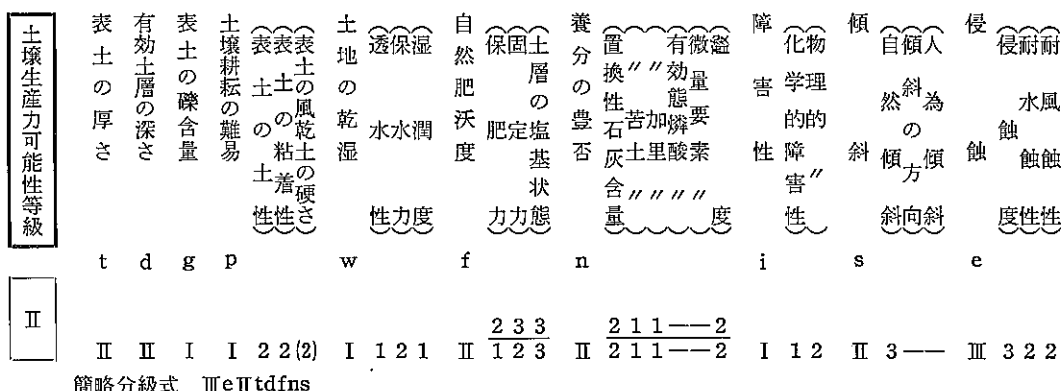 土壌生産力可能性等級
表土の厚さ
有効土層の深さ
表土の礫含量
土壌耕耘の難易
表土の土性
表土の粘着性
表土の風乾土の硬さ
土地の乾湿
透水性
保水力
湿潤度
自然肥沃度
保肥力
固定力
土層の塩基状態
養分の豊否
置換性石灰含量
〃苦土〃
〃加里〃
有効態燐酸〃
微量要素〃
障害性
化学的障害性
物理的〃
傾斜
自然傾斜
傾斜の方向
人為傾斜
侵蝕
侵蝕度
耐水蝕性
耐風蝕性
t d g p w f n i s e
Ⅱ
2 3 3 2 1 1 — — 2
Ⅱ Ⅱ Ⅰ Ⅰ 2 2 (2) Ⅰ 1 2 1 Ⅱ 1 2 3 Ⅱ 2 1 1 — — 2 Ⅰ 1 2 Ⅱ 3 — — Ⅲ 3 2 2
簡略分級式 ⅢeⅡtdfns